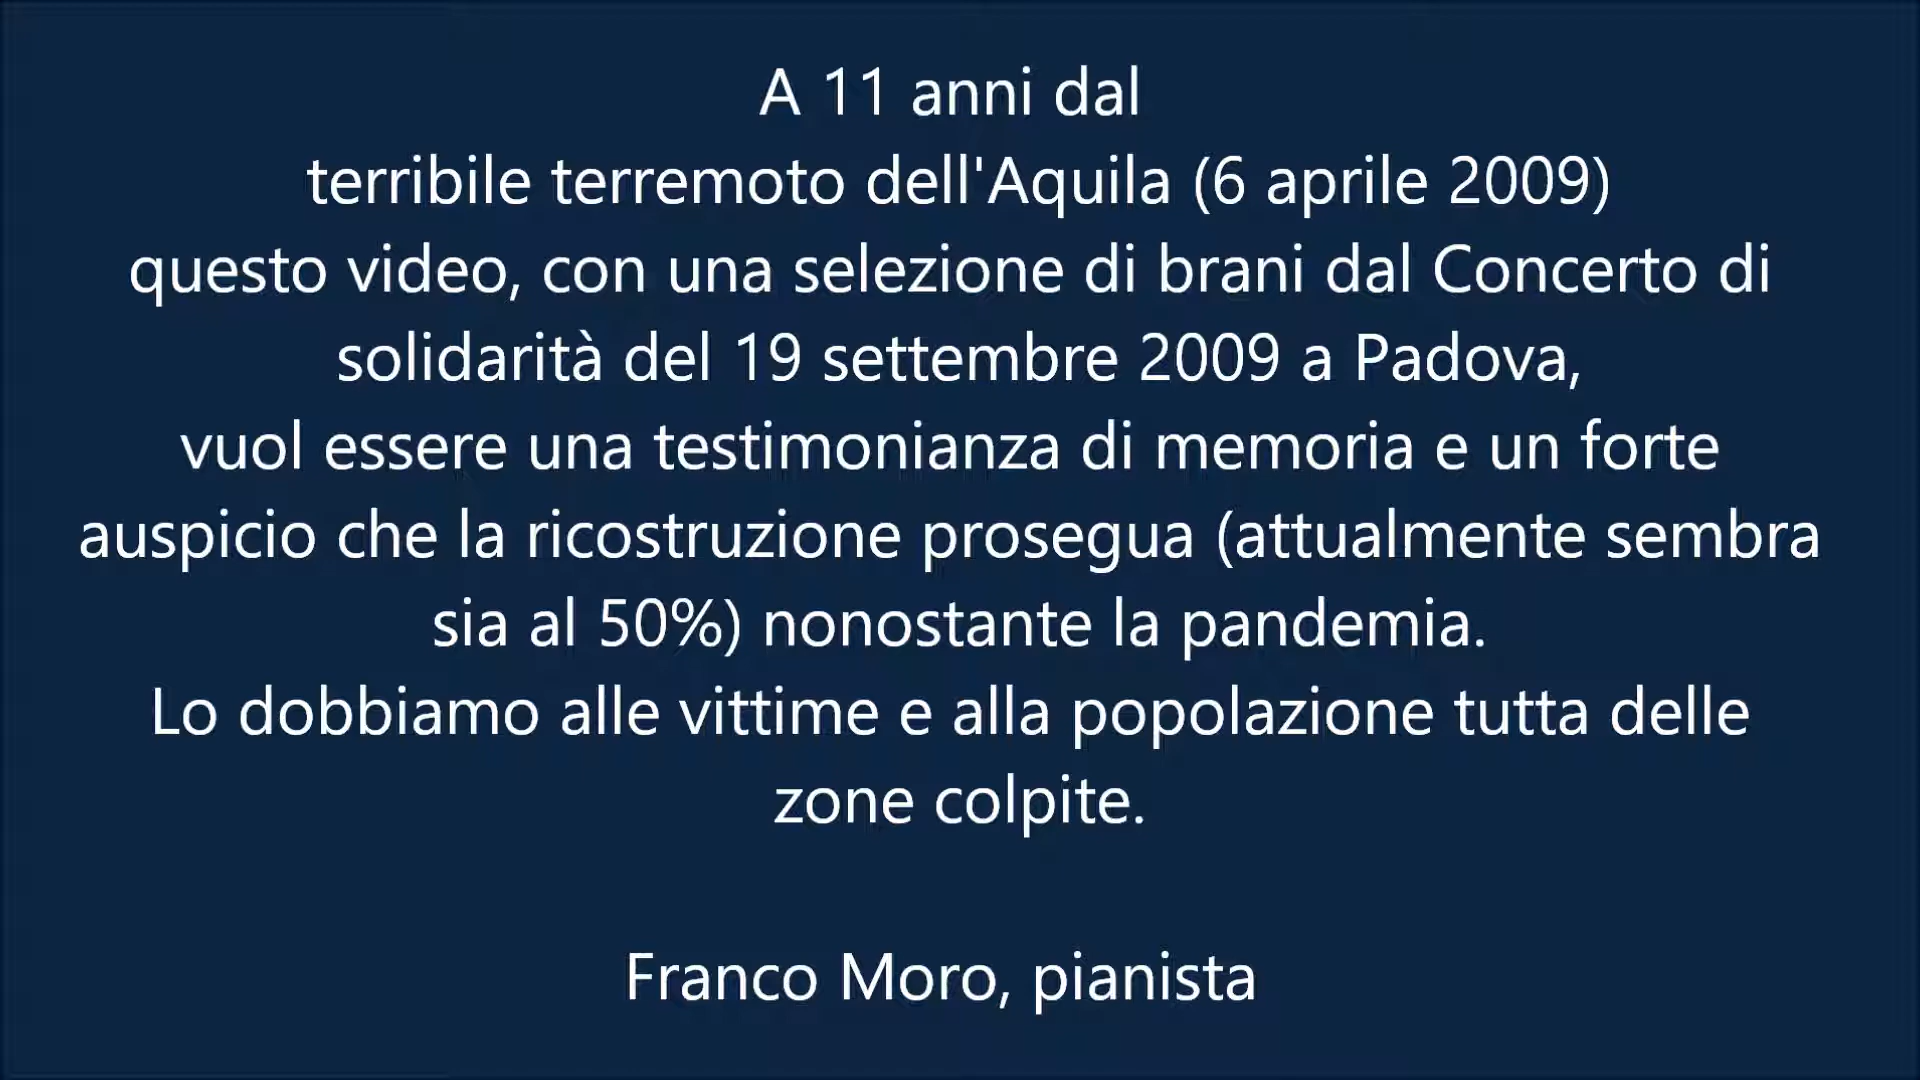 A 11 anni dal
terribile terremoto dell'Aquila (6 aprile 2009)
questo video, con una selezione di brani dal Concerto di
solidarità del 19 settembre 2009 a Padova,
vuol essere una testimonianza di memoria e un forte
auspicio che la ricostruzione prosegua (attualmente sembra
sia al 50%) nonostante la pandemia.
Lo dobbiamo alle vittime e alla popolazione tutta delle
zone colpite.
Franco Moro, pianista